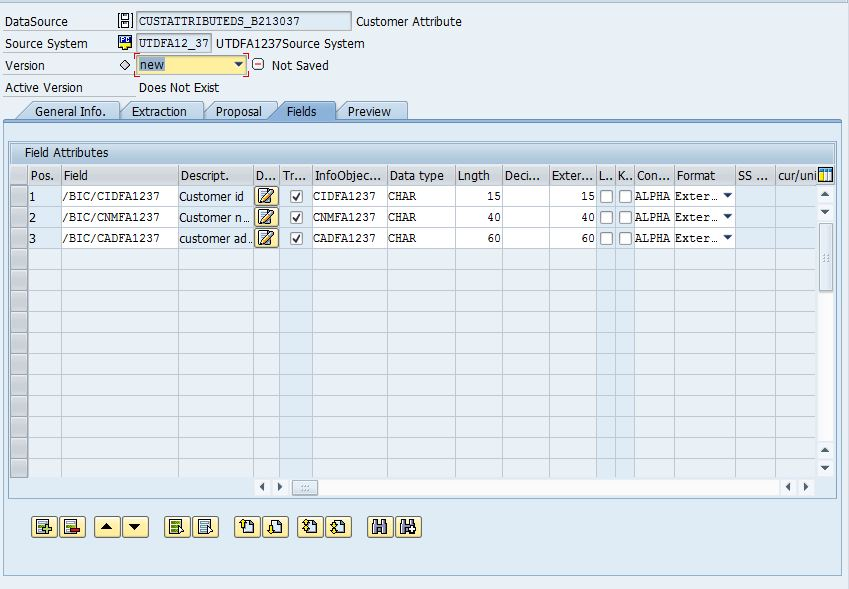 DataSource CUSTATTRIBUTEDS_B213037 Customer Attribute
Source System UTDFA12_37 UTDFA1237Source System
Version new Not Saved
Active Version Does Not Exist
General Info. Extraction Proposal Fields Preview
Field Attributes
Pos. Field Descript. D... Tr... InfoObjec... Data type Lngth Deci... Exter... L.. K.. Con... Format SS ... cur/uni
1 /BIC/CIDFA1237 Customer id CIDFA1237 CHAR 15 15 ALPHA Exter...
2 /BIC/CNMFA1237 Customer n... CNMFA1237 CHAR 40 40 ALPHA Exter...
3 /BIC/CADFA1237 customer ad... CADFA1237 CHAR 60 60 ALPHA Exter...